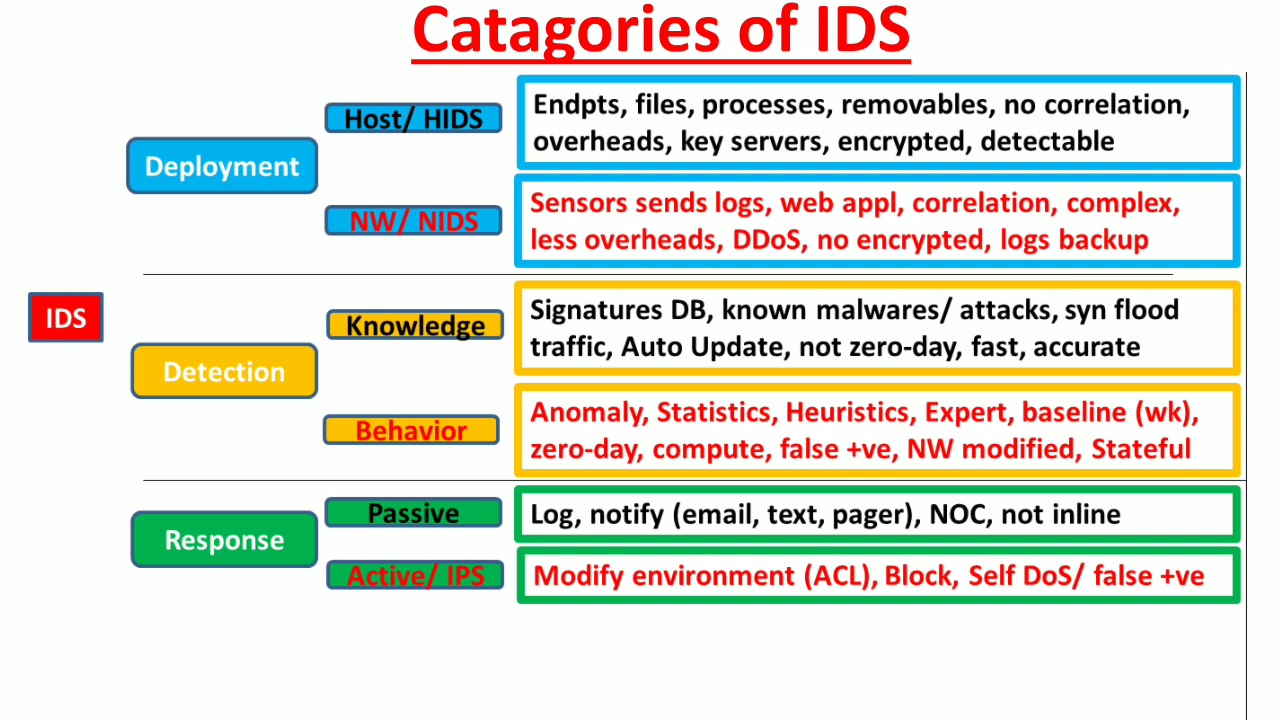 Catagories of IDS
Host/ HIDS
Endpts, files, processes, removables, no correlation,
overheads, key servers, encrypted, detectable
Deployment
NW/ NIDS
Sensors sends logs, web appl, correlation, complex,
less overheads, DDoS, no encrypted, logs backup
IDS
Knowledge
Signatures DB, known malwares/ attacks, syn flood
traffic, Auto Update, not zero-day, fast, accurate
Detection
Behavior
Anomaly, Statistics, Heuristics, Expert, baseline (wk),
zero-day, compute, false +ve, NW modified, Stateful
Passive
Log, notify (email, text, pager), NOC, not inline
Response
Active/ IPS
Modify environment (ACL), Block, Self DoS/ false +ve